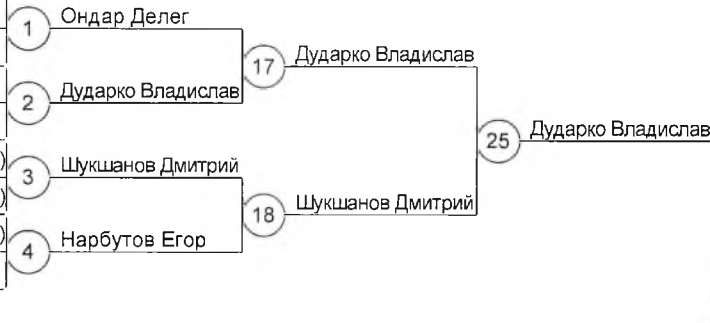 1 Ондар Делег
17 Дударко Владислав
2 Дударко Владислав
25 Дударко Владислав
) 3 Шукшанов Дмитрий
)
18 Шукшанов Дмитрий
) 4 Нарбутов Егор